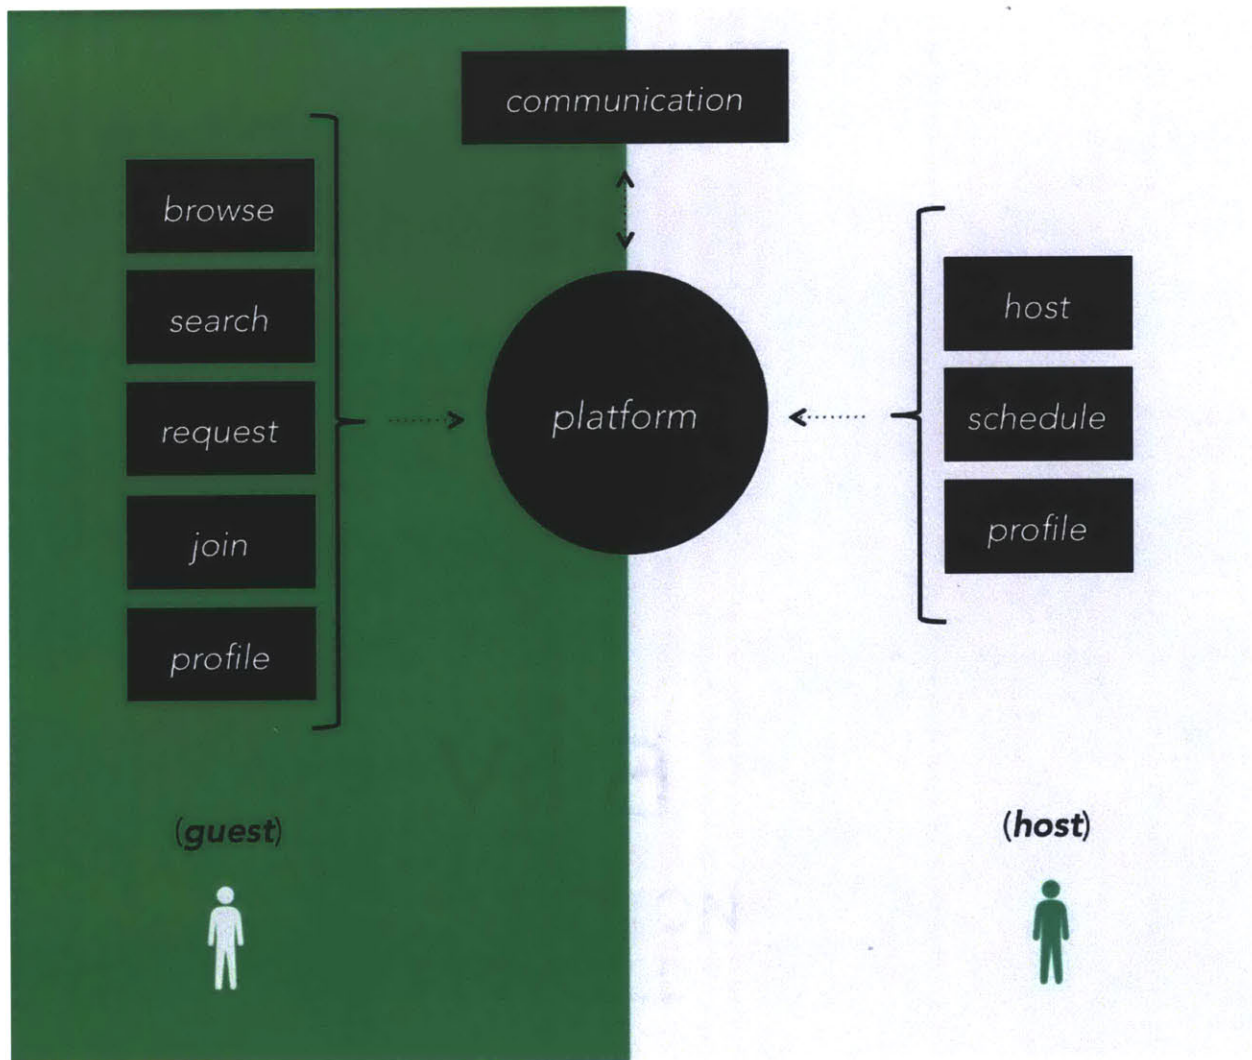 communication
browse
search
request
join
profile
platform
host
schedule
profile
(guest)
(host)